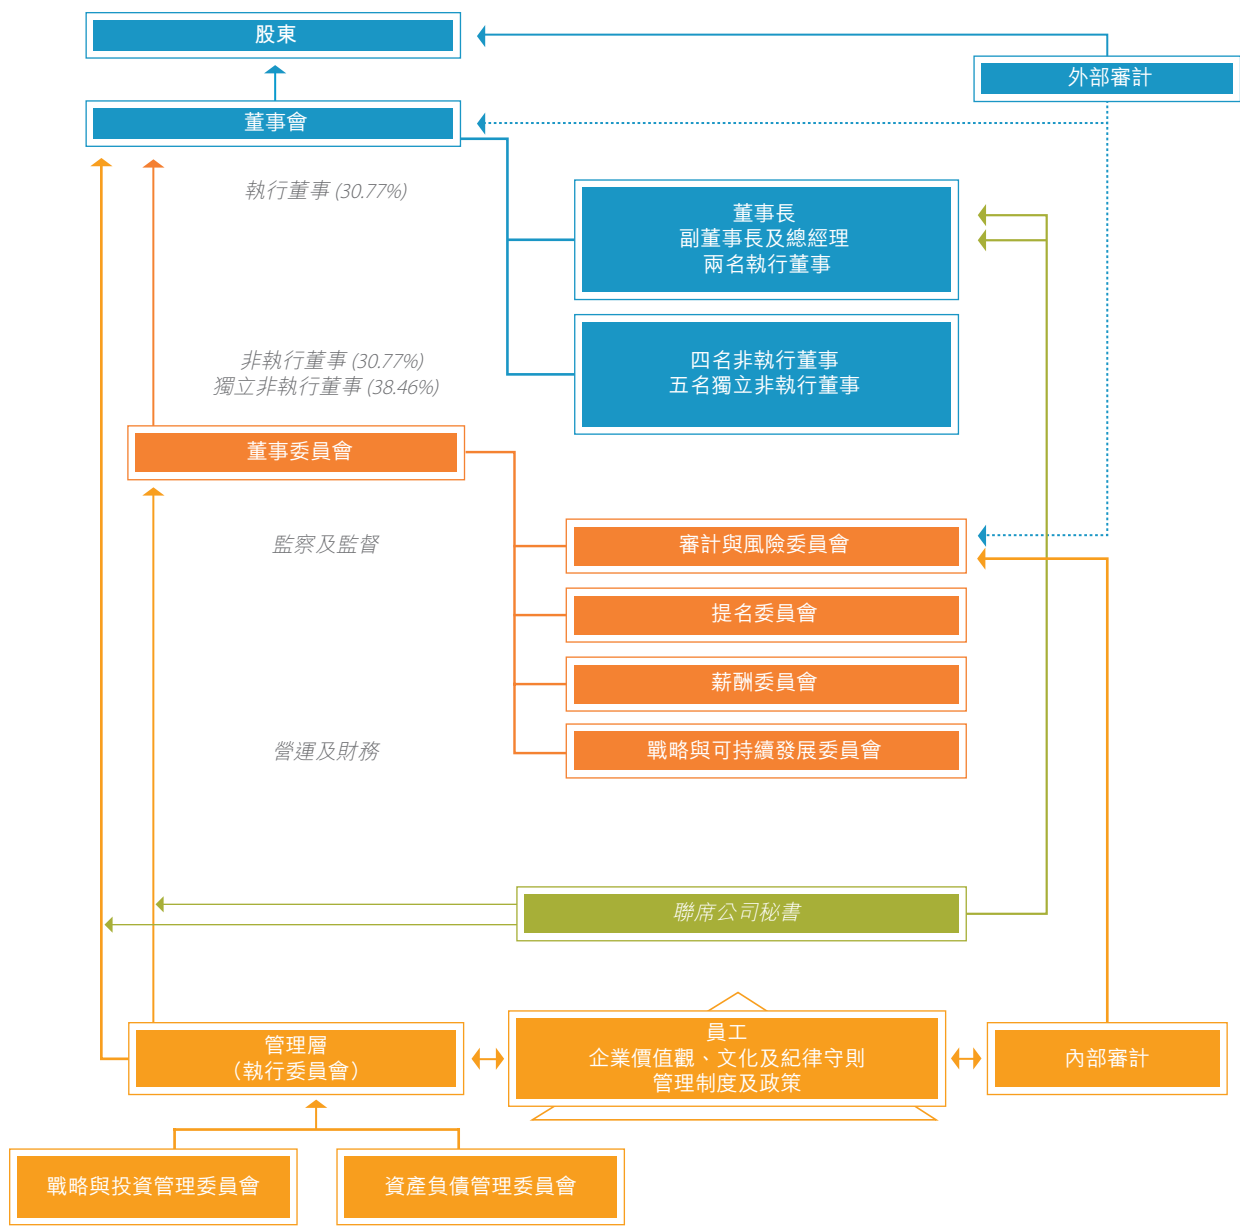 股東
外部審計
董事會
執行董事 (30.77%)
董事長
副董事長及總經理
兩名執行董事
非執行董事 (30.77%)
獨立非執行董事 (38.46%)
四名非執行董事
五名獨立非執行董事
董事委員會
監察及監督
審計與風險委員會
提名委員會
薪酬委員會
營運及財務
戰略與可持續發展委員會
聯席公司秘書
管理層
（執行委員會）
員工
企業價值觀、文化及紀律守則
管理制度及政策
內部審計
戰略與投資管理委員會
資產負債管理委員會